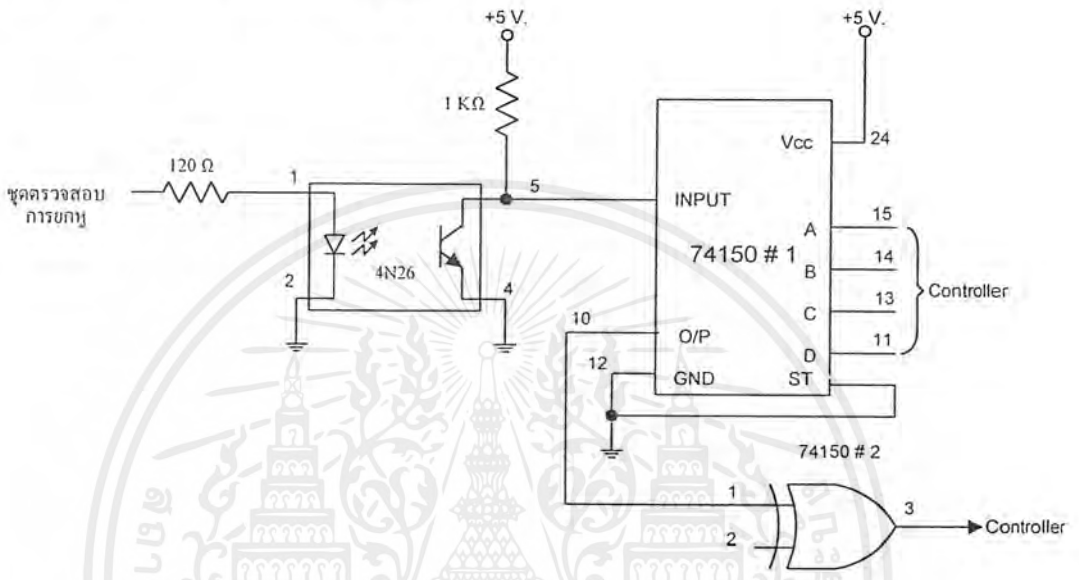 +5 V.
+5 V.
1 KΩ
120 Ω
ชุดตรวจสอบ
การยกหู
1
2
4N26
5
4
INPUT
74150 # 1
Vcc
24
A
15
B
14
C
13
D
11
Controller
10
O/P
12
GND
ST
74150 # 2
1
2
3
Controller